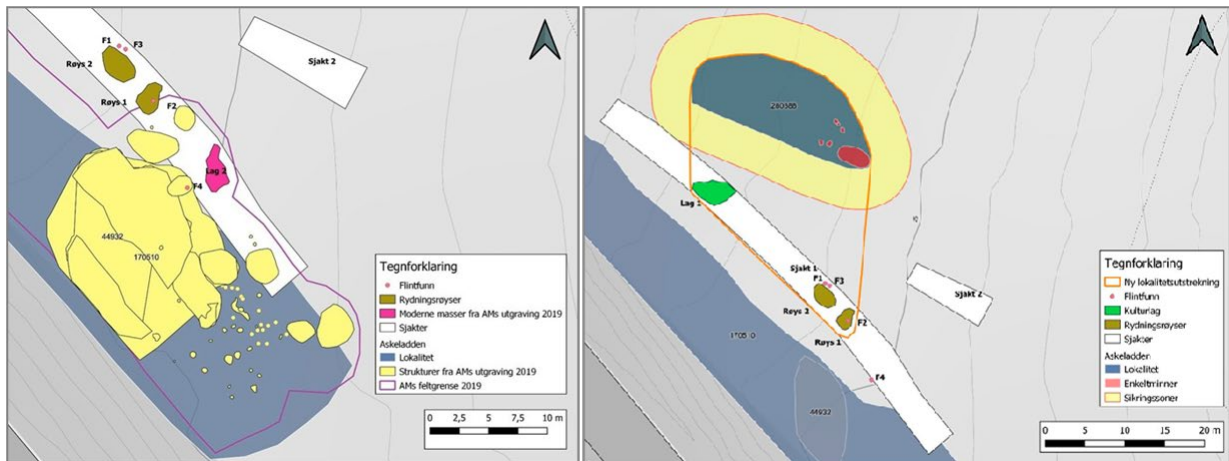 F1
F3
Røys 2
Røys 1
F2
Sjakt 2
Lag 2
F4
44932
170510
Tegnforklaring
Flintfunn
Rydningsrøyser
Moderne masser fra AMs utgraving 2019
Sjakter
Askeladden
Lokalitet
Strukturer fra AMs utgraving 2019
AMs feltgrense 2019
0 2,5 5 7,5 10 m
Lag 1
Sjakt 1
F1
F3
Røys 2
F2
Røys 1
Sjakt 2
170510
F4
44932
Tegnforklaring
Ny lokalitetsutstrekning
Flintfunn
Kulturlag
Rydningsrøyser
Sjakter
Askeladden
Lokalitet
Enkeltminner
Sikringssoner
0 5 10 15 20 m